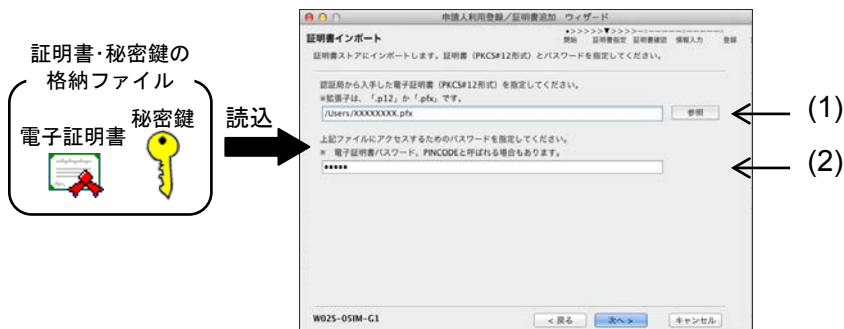 証明書・秘密鍵の
格納ファイル
電子証明書
秘密鍵
読込
申請人利用登録／証明書追加 ウィザード
証明書インポート
●>>>>>▼>>>>-:------------:
開始 証明書指定 証明書確認 情報入力 登録
証明書ストアにインポートします。証明書（PKCS#12形式）とパスワードを指定してください。
認証局から入手した電子証明書（PKCS#12形式）を指定してください。
※拡張子は、「.p12」か「.pfx」です。
/Users/XXXXXXXX.pfx
参照
(1)
上記ファイルにアクセスするためのパスワードを指定してください。
※ 電子証明書パスワード、PINCODEと呼ばれる場合もあります。
•••••
(2)
W025-05IM-G1
< 戻る
次へ >
キャンセル